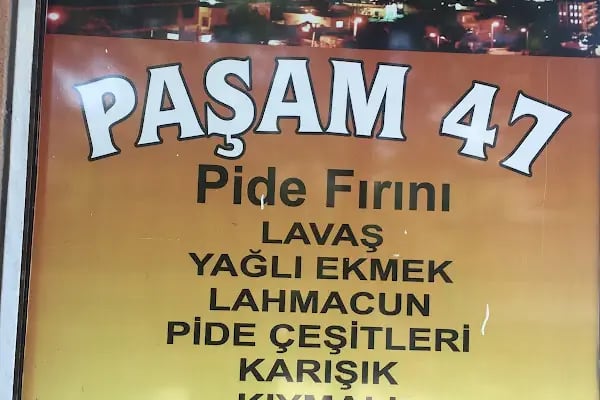 PAŞAM 47
Pide Fırını
LAVAŞ
YAĞLI EKMEK
LAHMACUN
PİDE ÇEŞİTLERİ
KARIŞIK